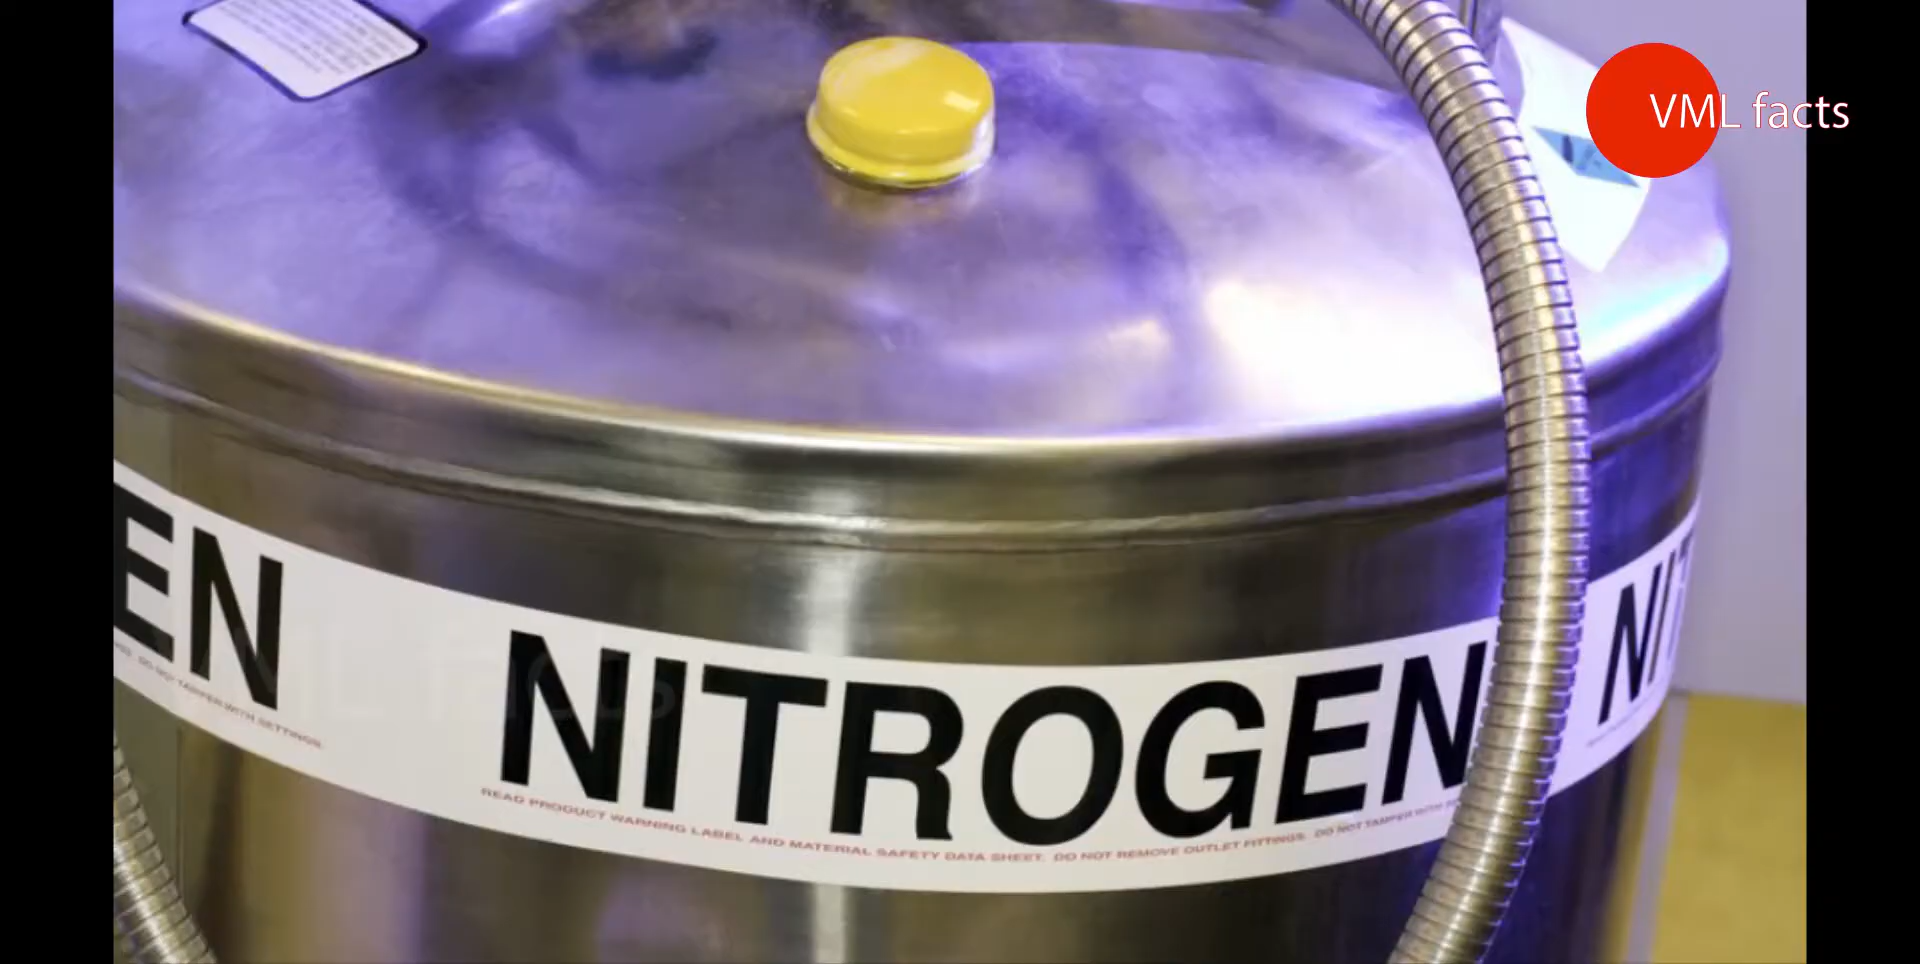 VML facts
EN
DO NOT TAMPER WITH SETTINGS.
NITROGEN
READ PRODUCT WARNING LABEL AND MATERIAL SAFETY DATA SHEET. DO NOT REMOVE OUTLET FITTINGS. DO NOT TAMPER WITH
NIT